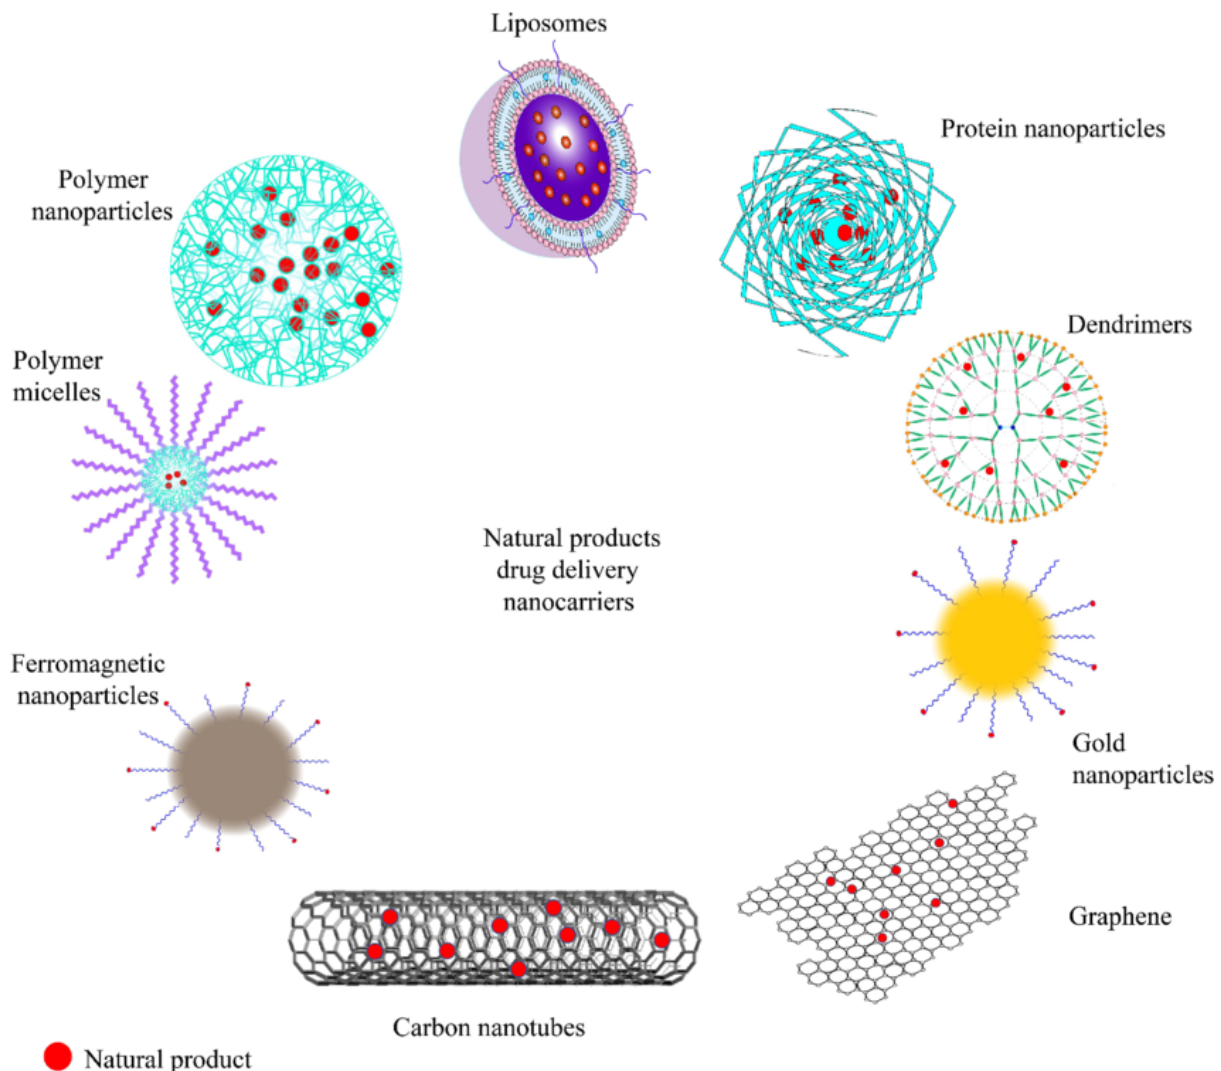 Liposomes
Protein nanoparticles
Polymer
nanoparticles
Dendrimers
Polymer
micelles
Natural products
drug delivery
nanocarriers
Ferromagnetic
nanoparticles
Gold
nanoparticles
Graphene
Carbon nanotubes
Natural product